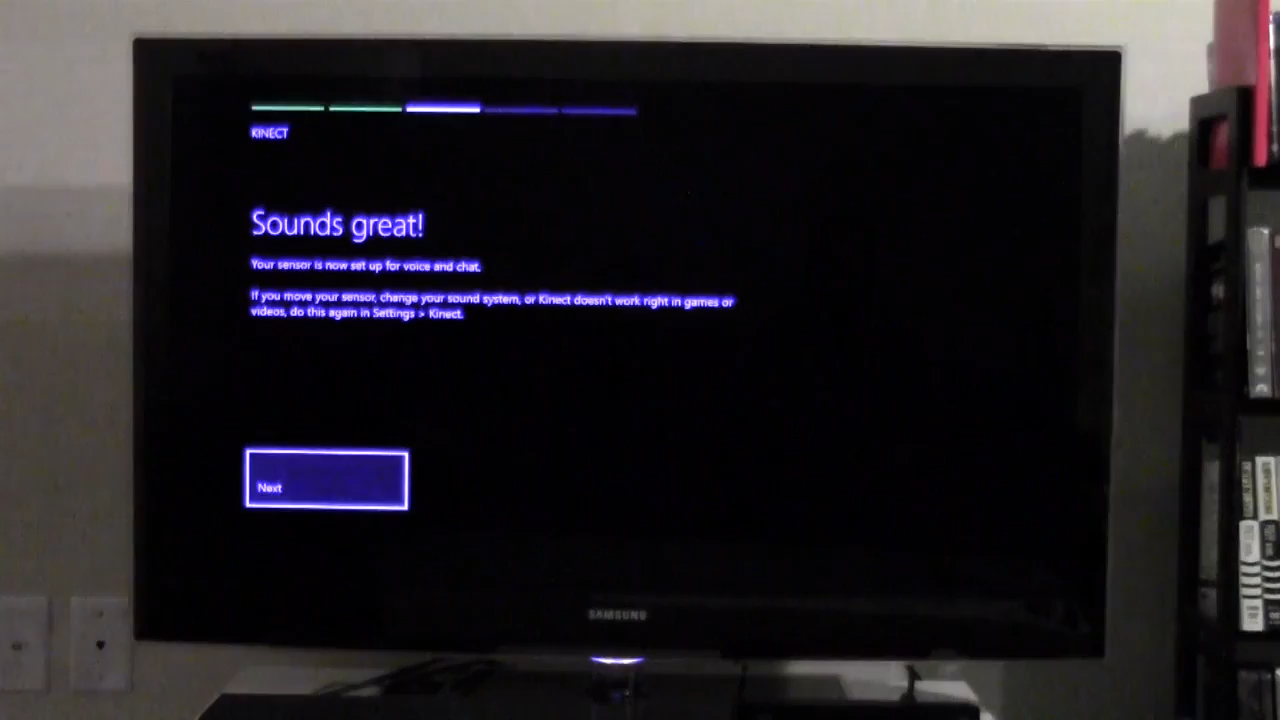 KINECT
Sounds great!
Your sensor is now set up for voice and chat.
If you move your sensor, change your sound system, or Kinect doesn't work right in games or
videos, do this again in Settings > Kinect.
Next
SAMSUNG